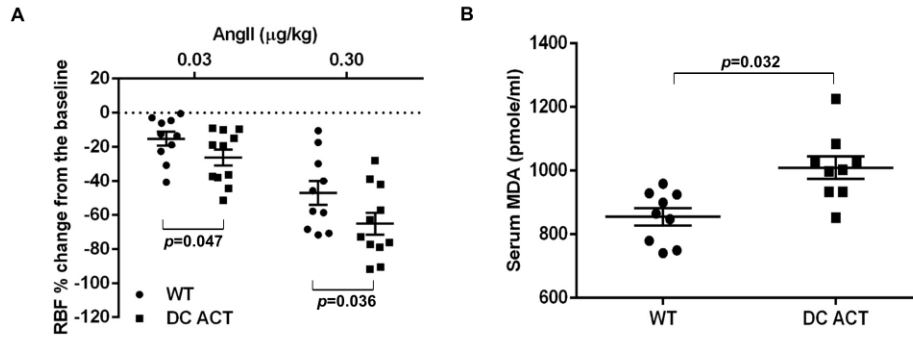 A
AngII (μg/kg)
0.03 0.30
RBF % change from the baseline
20
0
-20
-40
-60
-80
-100
-120
p=0.047
p=0.036
WT
DC ACT
B
Serum MDA (pmole/ml)
1400
1200
1000
800
600
p=0.032
WT DC ACT